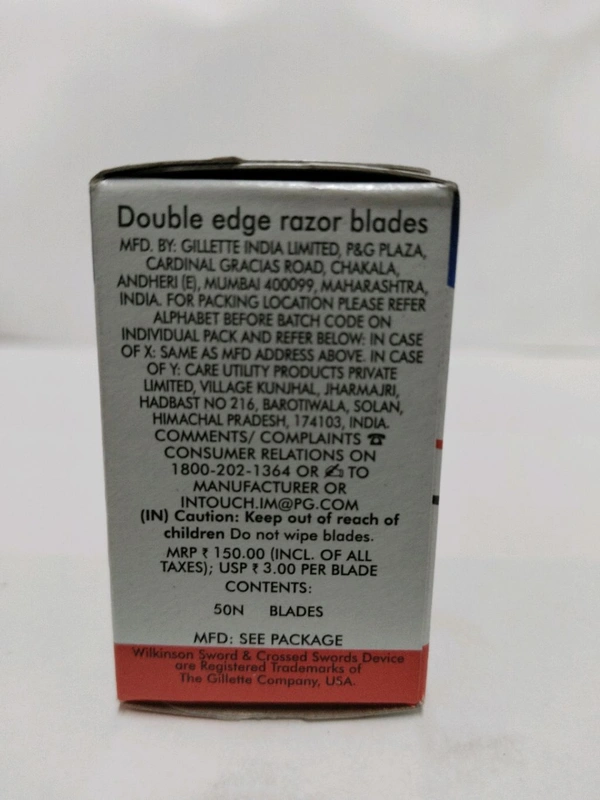 Double edge razor blades
MFD. BY: GILLETTE INDIA LIMITED, P&G PLAZA,
CARDINAL GRACIAS ROAD, CHAKALA,
ANDHERI (E), MUMBAI 400099, MAHARASHTRA,
INDIA. FOR PACKING LOCATION PLEASE REFER
ALPHABET BEFORE BATCH CODE ON
INDIVIDUAL PACK AND REFER BELOW: IN CASE
OF X: SAME AS MFD ADDRESS ABOVE. IN CASE
OF Y: CARE UTILITY PRODUCTS PRIVATE
LIMITED, VILLAGE KUNJHAL, JHARMAJRI,
HADBAST NO 216, BAROTIWALA, SOLAN,
HIMACHAL PRADESH, 174103, INDIA.
COMMENTS/ COMPLAINTS ☎
CONSUMER RELATIONS ON
1800-202-1364 OR ✍ TO
MANUFACTURER OR
INTOUCH.IM@PG.COM
(IN) Caution: Keep out of reach of
children Do not wipe blades.
MRP ₹ 150.00 (INCL. OF ALL
TAXES); USP ₹ 3.00 PER BLADE
CONTENTS:
50N BLADES
MFD: SEE PACKAGE
Wilkinson Sword & Crossed Swords Device
are Registered Trademarks of
The Gillette Company, USA.